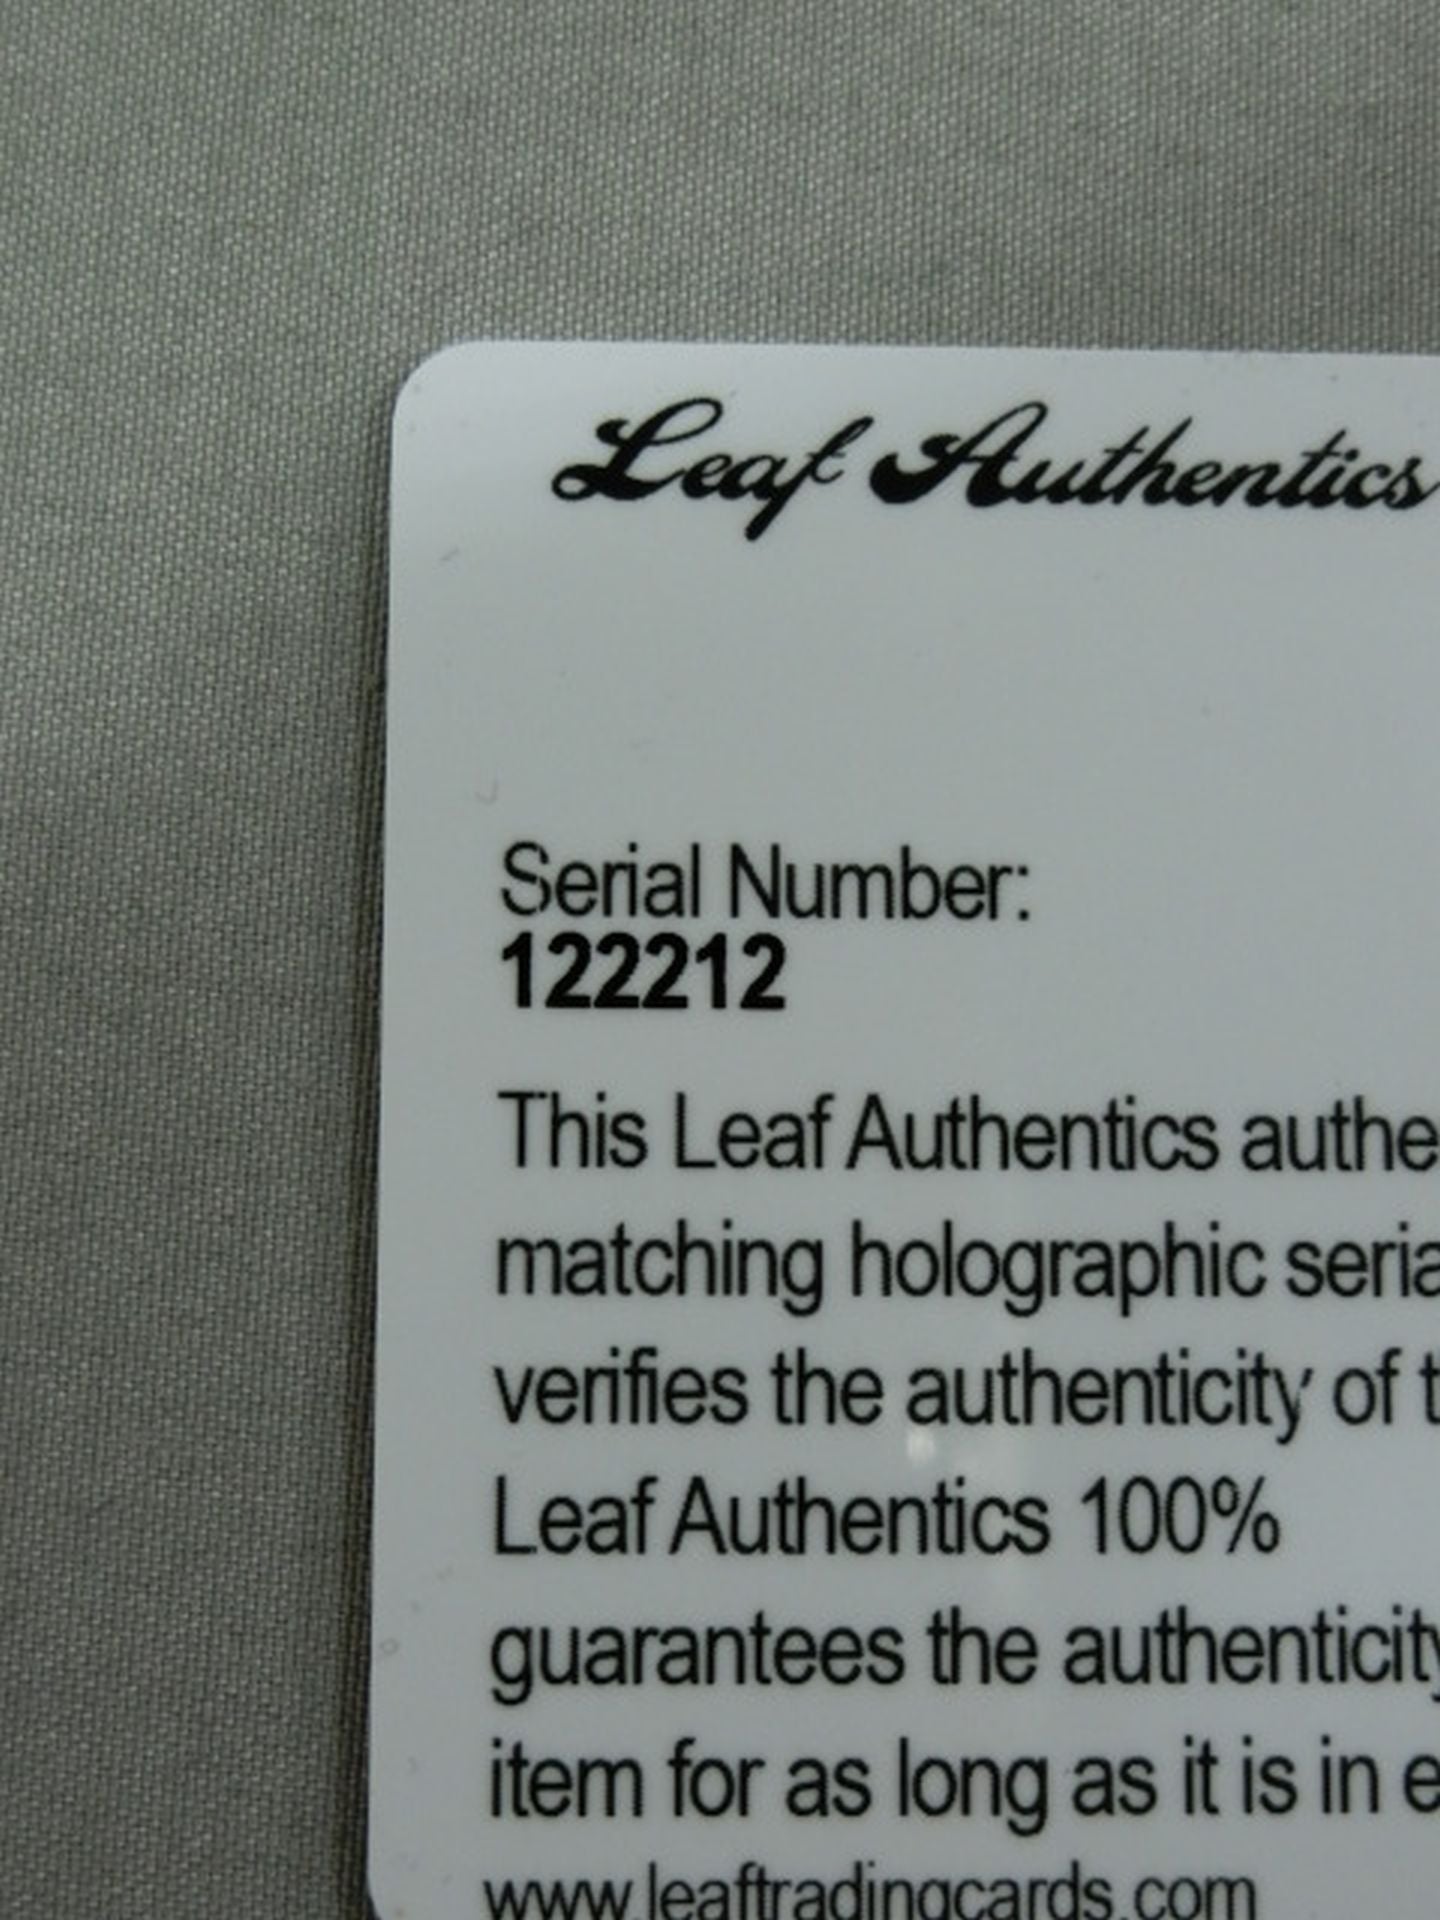 Leaf Authentics
Serial Number:
122212
This Leaf Authentics authe
matching holographic seria
verifies the authenticity of t
Leaf Authentics 100%
guarantees the authenticity
item for as long as it is in e
www.leaftradingcards.com